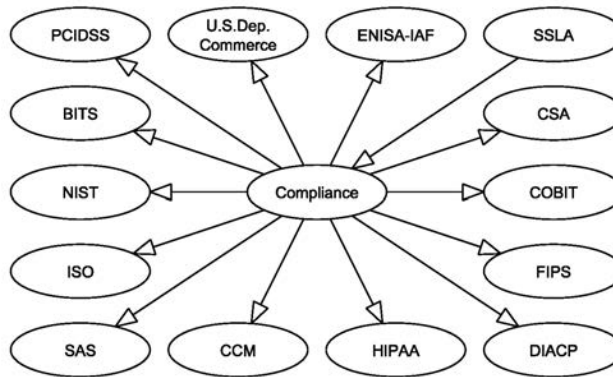 PCIDSS
U.S.Dep.
Commerce
ENISA-IAF
SSLA
BITS
CSA
NIST
Compliance
COBIT
ISO
FIPS
SAS
CCM
HIPAA
DIACP